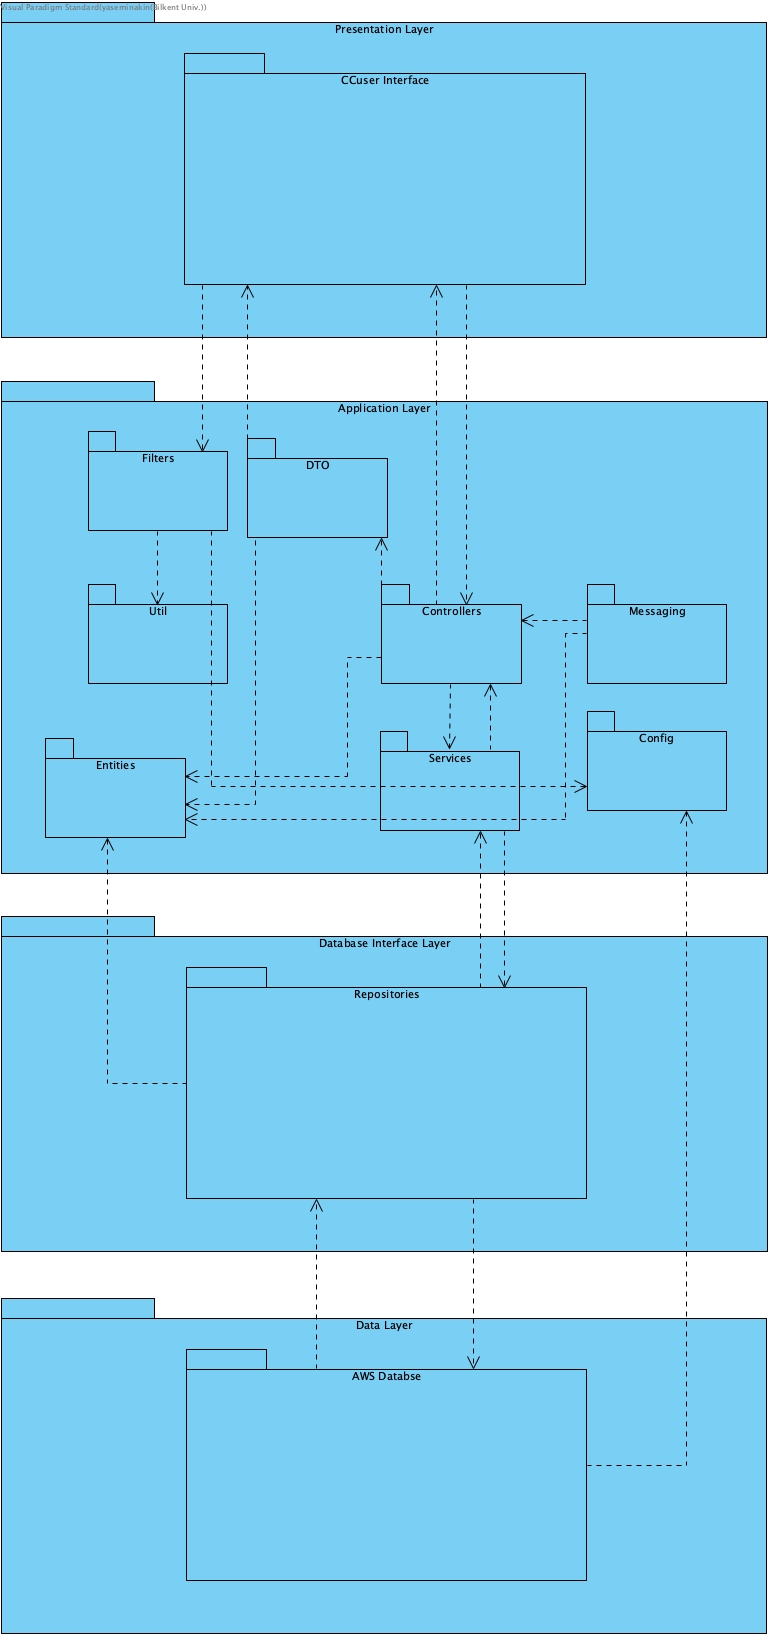 Visual Paradigm Standard(yaseminakin(Bilkent Univ.))
Presentation Layer
CCuser Interface
Application Layer
Filters
DTO
Util
Controllers
Messaging
Entities
Services
Config
Database Interface Layer
Repositories
Data Layer
AWS Databse